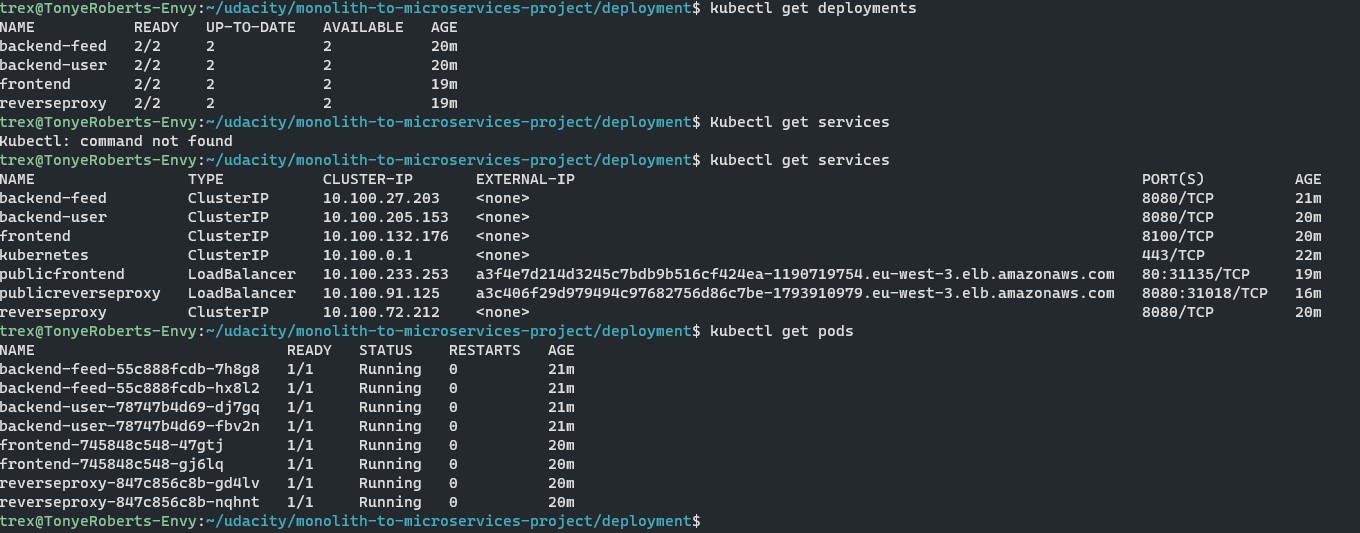 trex@TonyeRoberts-Envy:~/udacity/monolith-to-microservices-project/deployment$ kubectl get deployments
NAME READY UP-TO-DATE AVAILABLE AGE
backend-feed 2/2 2 2 20m
backend-user 2/2 2 2 20m
frontend 2/2 2 2 19m
reverseproxy 2/2 2 2 19m
trex@TonyeRoberts-Envy:~/udacity/monolith-to-microservices-project/deployment$ Kubectl get services
Kubectl: command not found
trex@TonyeRoberts-Envy:~/udacity/monolith-to-microservices-project/deployment$ kubectl get services
NAME TYPE CLUSTER-IP EXTERNAL-IP PORT(S) AGE
backend-feed ClusterIP 10.100.27.203 <none> 8080/TCP 21m
backend-user ClusterIP 10.100.205.153 <none> 8080/TCP 20m
frontend ClusterIP 10.100.132.176 <none> 8100/TCP 20m
kubernetes ClusterIP 10.100.0.1 <none> 443/TCP 22m
publicfrontend LoadBalancer 10.100.233.253 a3f4e7d214d3245c7bdb9b516cf424ea-1190719754.eu-west-3.elb.amazonaws.com 80:31135/TCP 19m
publicreverseproxy LoadBalancer 10.100.91.125 a3c406f29d979494c97682756d86c7be-1793910979.eu-west-3.elb.amazonaws.com 8080:31018/TCP 16m
reverseproxy ClusterIP 10.100.72.212 <none> 8080/TCP 20m
trex@TonyeRoberts-Envy:~/udacity/monolith-to-microservices-project/deployment$ kubectl get pods
NAME READY STATUS RESTARTS AGE
backend-feed-55c888fcdb-7h8g8 1/1 Running 0 21m
backend-feed-55c888fcdb-hx8l2 1/1 Running 0 21m
backend-user-78747b4d69-dj7gq 1/1 Running 0 21m
backend-user-78747b4d69-fbv2n 1/1 Running 0 21m
frontend-745848c548-47gtj 1/1 Running 0 20m
frontend-745848c548-gj6lq 1/1 Running 0 20m
reverseproxy-847c856c8b-gd4lv 1/1 Running 0 20m
reverseproxy-847c856c8b-nqhnt 1/1 Running 0 20m
trex@TonyeRoberts-Envy:~/udacity/monolith-to-microservices-project/deployment$